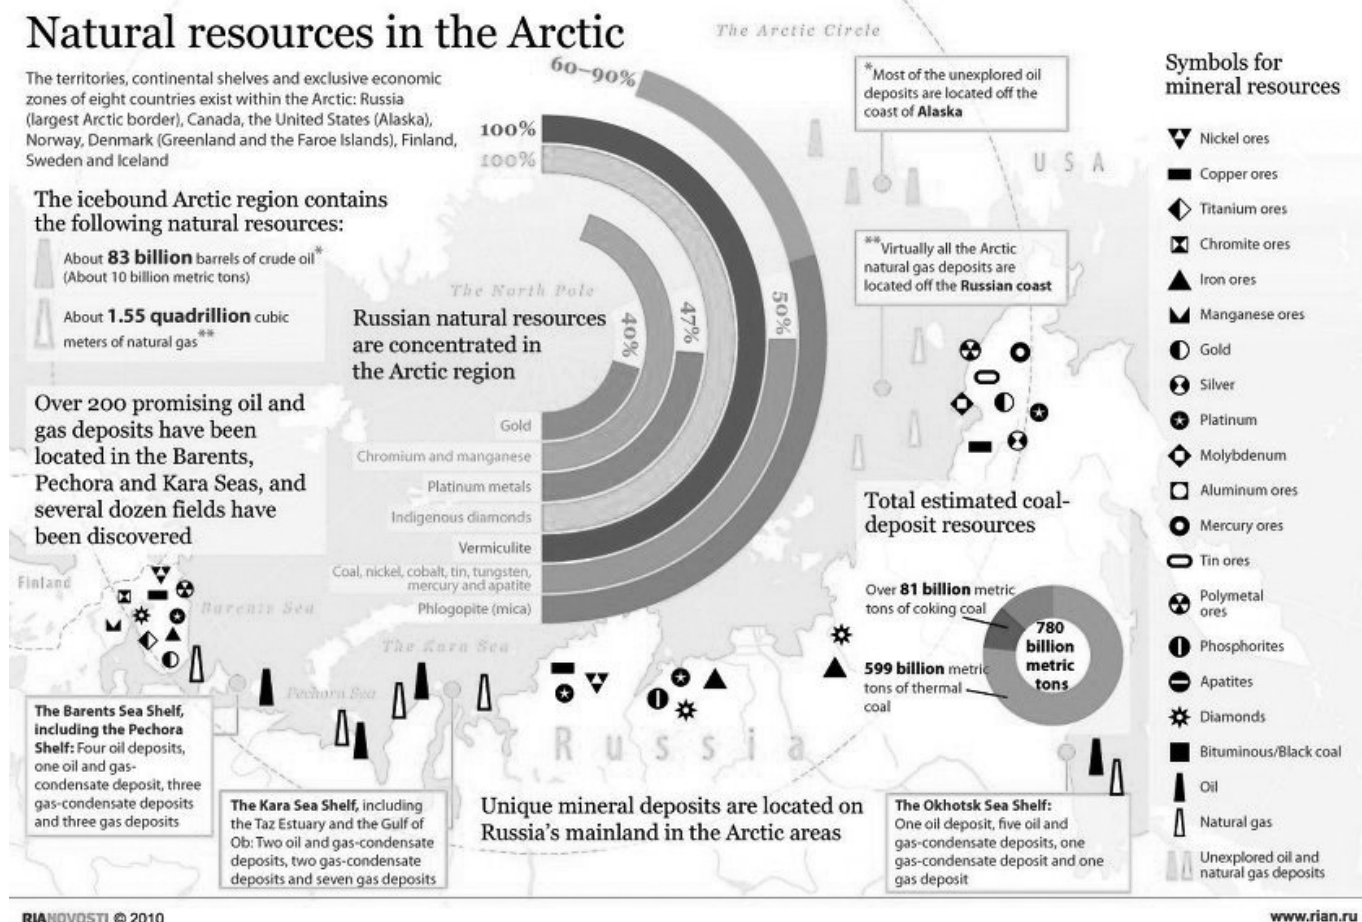 Natural resources in the Arctic
The territories, continental shelves and exclusive economic
zones of eight countries exist within the Arctic: Russia
(largest Arctic border), Canada, the United States (Alaska),
Norway, Denmark (Greenland and the Faroe Islands), Finland,
Sweden and Iceland
The icebound Arctic region contains
the following natural resources:
About 83 billion barrels of crude oil*
(About 10 billion metric tons)
About 1.55 quadrillion cubic
meters of natural gas**
Over 200 promising oil and
gas deposits have been
located in the Barents,
Pechora and Kara Seas, and
several dozen fields have
been discovered
The Arctic Circle
60–90%
100%
100%
The North Pole
Russian natural resources
are concentrated in
the Arctic region
40%
47%
50%
Gold
Chromium and manganese
Platinum metals
Indigenous diamonds
Vermiculite
Coal, nickel, cobalt, tin, tungsten,
mercury and apatite
Phlogopite (mica)
*Most of the unexplored oil
deposits are located off the
coast of Alaska
USA
**Virtually all the Arctic
natural gas deposits are
located off the Russian coast
Total estimated coal-
deposit resources
Over 81 billion metric
tons of coking coal
599 billion metric
tons of thermal
coal
780
billion
metric
tons
Finland
Barents Sea
The Kara Sea
Pechora Sea
Russia
The Barents Sea Shelf,
including the Pechora
Shelf: Four oil deposits,
one oil and gas-
condensate deposit, three
gas-condensate deposits
and three gas deposits
The Kara Sea Shelf, including
the Taz Estuary and the Gulf of
Ob: Two oil and gas-condensate
deposits, two gas-condensate
deposits and seven gas deposits
Unique mineral deposits are located on
Russia's mainland in the Arctic areas
The Okhotsk Sea Shelf:
One oil deposit, five oil and
gas-condensate deposits, one
gas-condensate deposit and one
gas deposit
Symbols for
mineral resources
Nickel ores
Copper ores
Titanium ores
Chromite ores
Iron ores
Manganese ores
Gold
Silver
Platinum
Molybdenum
Aluminum ores
Mercury ores
Tin ores
Polymetal
ores
Phosphorites
Apatites
Diamonds
Bituminous/Black coal
Oil
Natural gas
Unexplored oil and
natural gas deposits
RIANOVOSTI © 2010
www.rian.ru